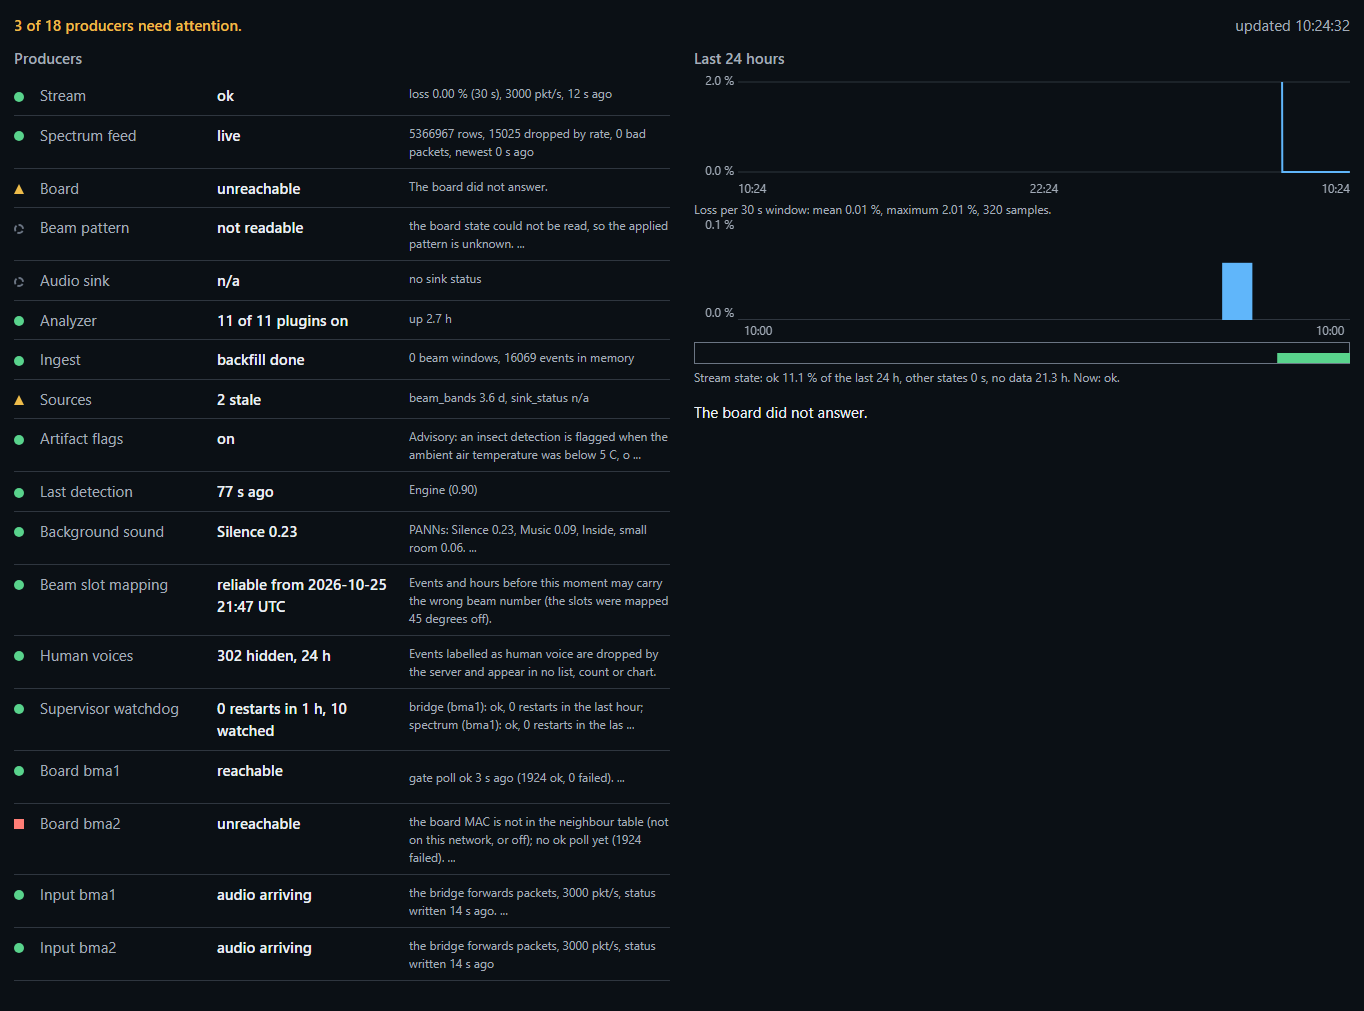 3 of 18 producers need attention.
updated 10:24:32
Producers
Stream
ok
loss 0.00 % (30 s), 3000 pkt/s, 12 s ago
Spectrum feed
live
5366967 rows, 15025 dropped by rate, 0 bad
packets, newest 0 s ago
Board
unreachable
The board did not answer.
Beam pattern
not readable
the board state could not be read, so the applied
pattern is unknown. ...
Audio sink
n/a
no sink status
Analyzer
11 of 11 plugins on
up 2.7 h
Ingest
backfill done
0 beam windows, 16069 events in memory
Sources
2 stale
beam_bands 3.6 d, sink_status n/a
Artifact flags
on
Advisory: an insect detection is flagged when the
ambient air temperature was below 5 C, o ...
Last detection
77 s ago
Engine (0.90)
Background sound
Silence 0.23
PANNs: Silence 0.23, Music 0.09, Inside, small
room 0.06. ...
Beam slot mapping
reliable from 2026-10-25
21:47 UTC
Events and hours before this moment may carry
the wrong beam number (the slots were mapped
45 degrees off).
Human voices
302 hidden, 24 h
Events labelled as human voice are dropped by
the server and appear in no list, count or chart.
Supervisor watchdog
0 restarts in 1 h, 10
watched
bridge (bma1): ok, 0 restarts in the last hour;
spectrum (bma1): ok, 0 restarts in the las ...
Board bma1
reachable
gate poll ok 3 s ago (1924 ok, 0 failed). ...
Board bma2
unreachable
the board MAC is not in the neighbour table (not
on this network, or off); no ok poll yet (1924
failed). ...
Input bma1
audio arriving
the bridge forwards packets, 3000 pkt/s, status
written 14 s ago. ...
Input bma2
audio arriving
the bridge forwards packets, 3000 pkt/s, status
written 14 s ago
Last 24 hours
2.0 %
0.0 %
10:24
22:24
10:24
Loss per 30 s window: mean 0.01 %, maximum 2.01 %, 320 samples.
0.1 %
0.0 %
10:00
10:00
Stream state: ok 11.1 % of the last 24 h, other states 0 s, no data 21.3 h. Now: ok.
The board did not answer.